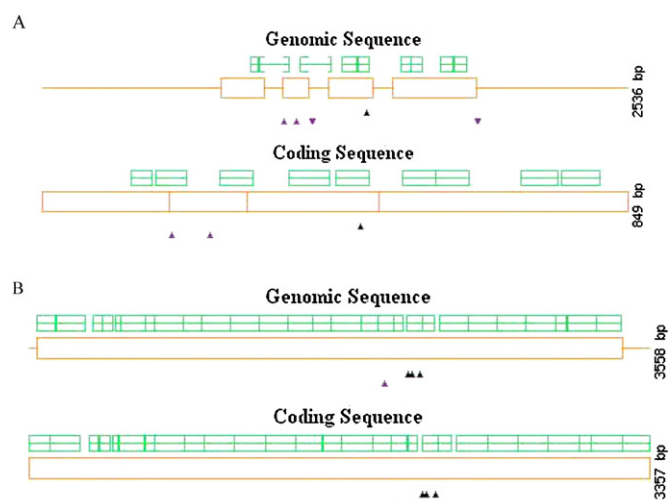 A
Genomic Sequence
2536 bp
Coding Sequence
849 bp
B
Genomic Sequence
3558 bp
Coding Sequence
3357 bp